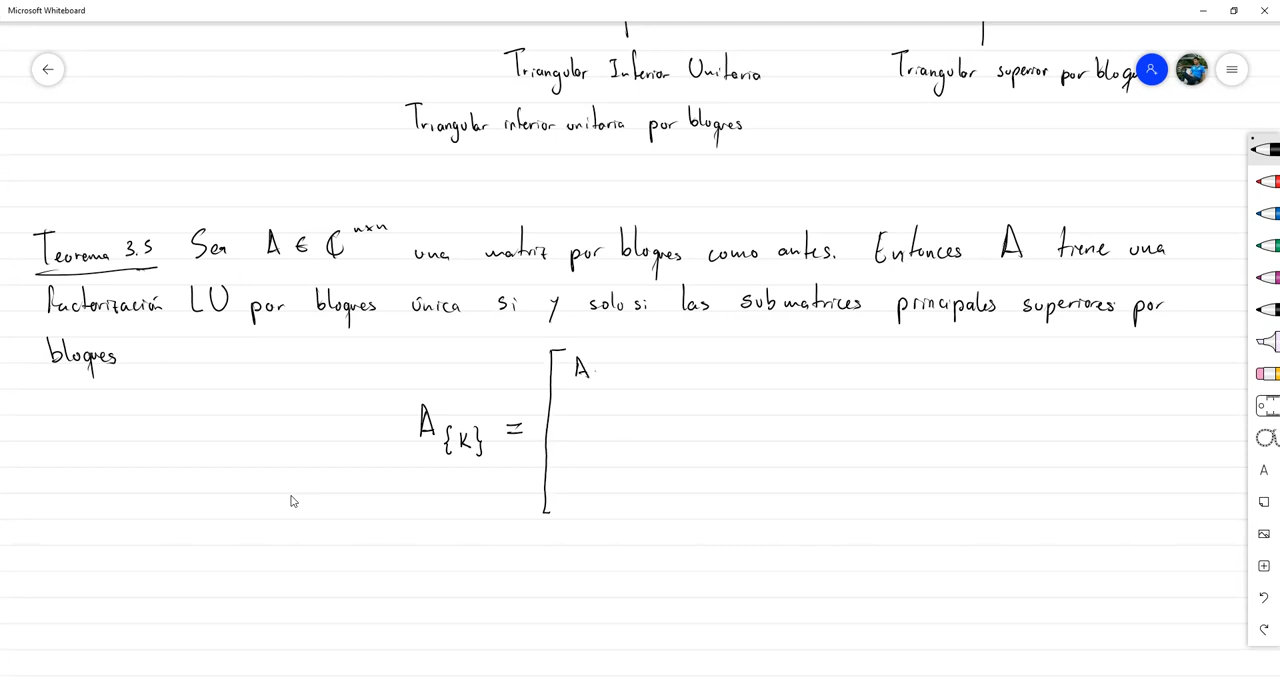 Microsoft Whiteboard
Triangular Inferior Unitaria
Triangular superior por bloque
Triangular inferior unitaria por bloques
Teorema 3.5 Sea A ∈ ℂ^{n×n} una matriz por bloques como antes. Entonces A tiene una
factorización LU por bloques única si y solo si las submatrices principales superiores por
bloques
A_{{K}} = [ A